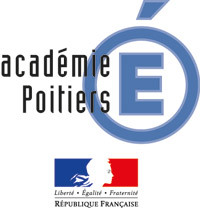 académie
Poitiers
É
Liberté • Égalité • Fraternité
RÉPUBLIQUE FRANÇAISE